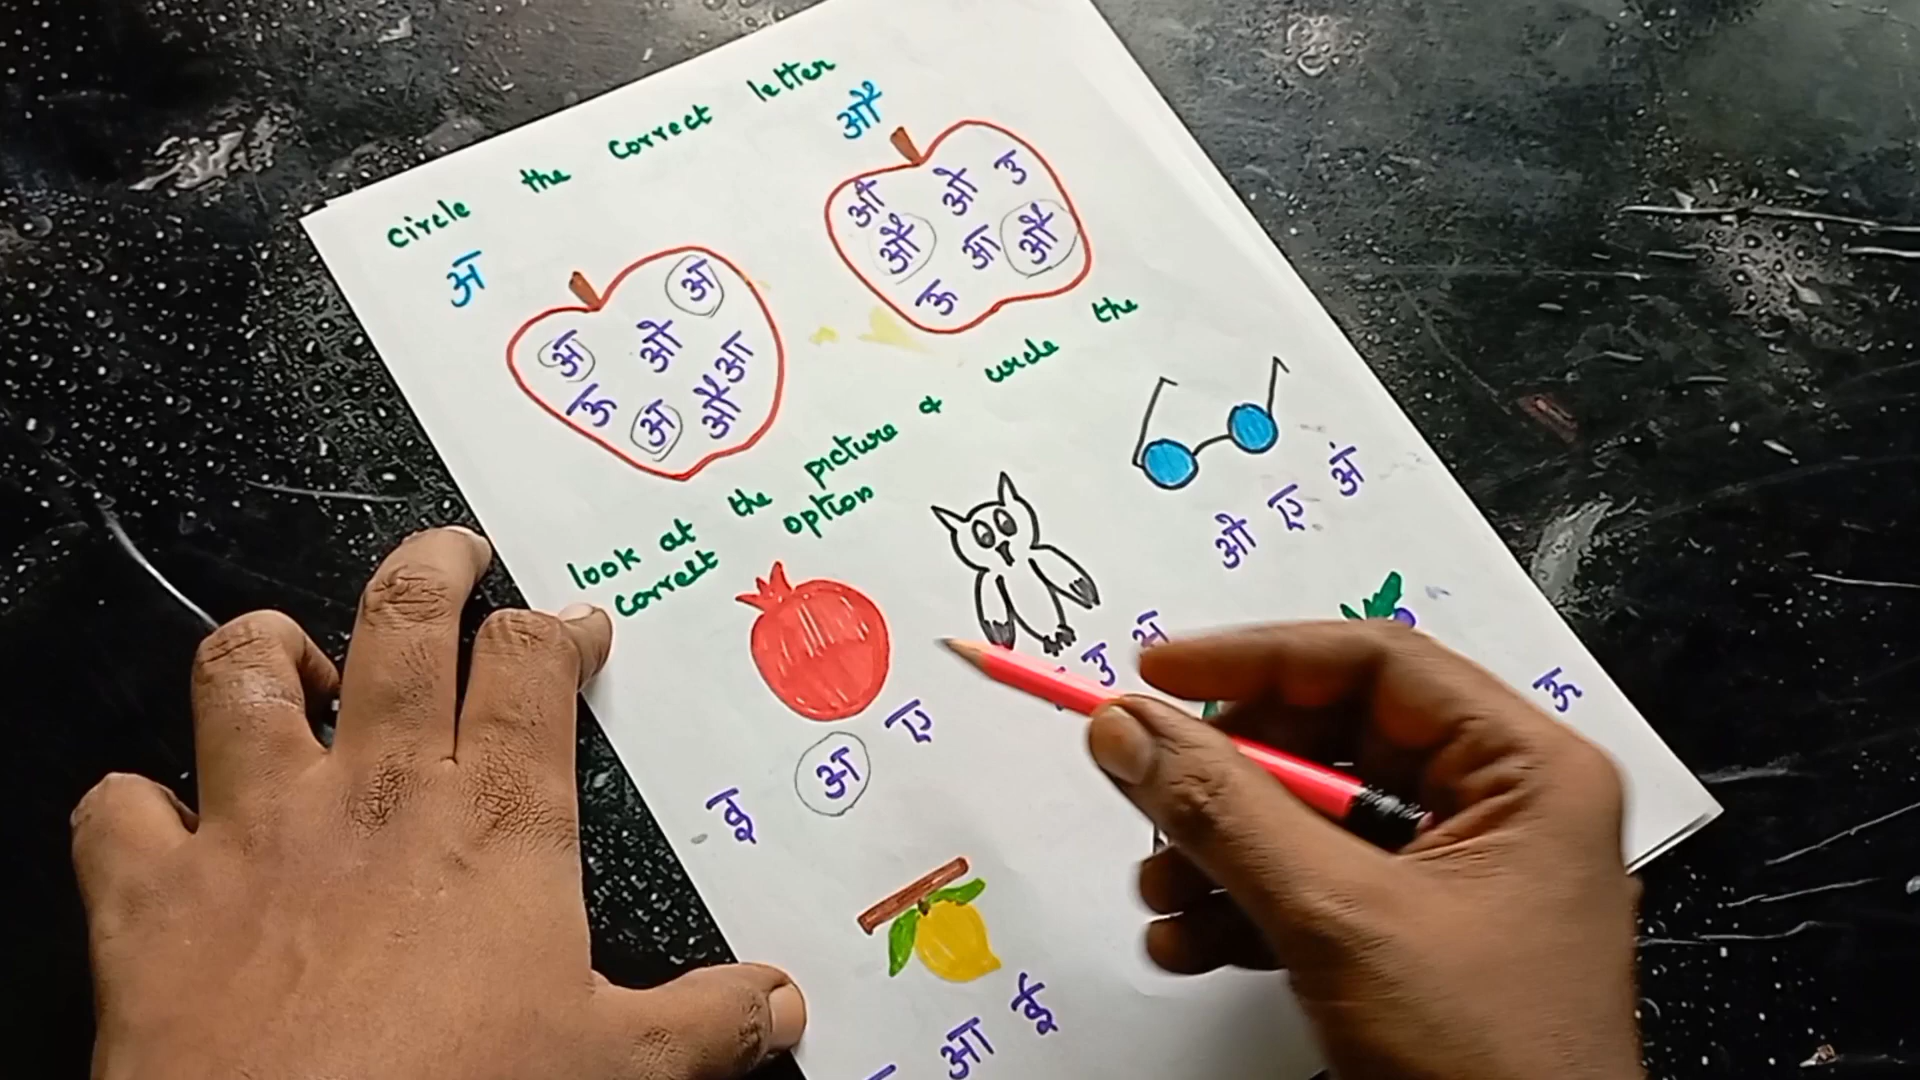 circle the correct letter
अ
औ
अ
अ ओ आ
ऊ अ औ
ओ उ
औ आ औ
ऊ
look at the picture & circle the
correct option
इ अ ए
उ अ
ओ ए अं
आ ई
ऊ